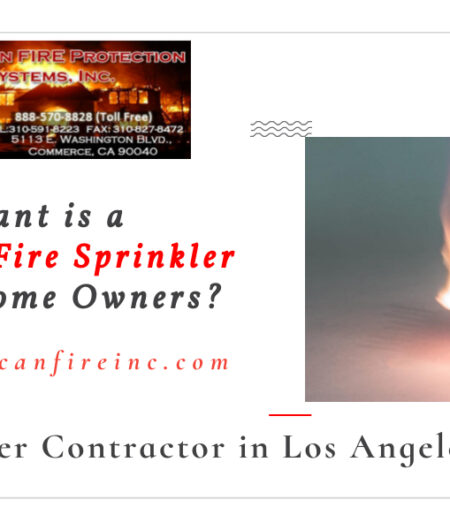 N FIRE PROTECTION
YSTEMS, INC.
888-570-8828 (Toll Free)
L:310-591-8223 FAX: 310-827-8472
5113 E. WASHINGTON BLVD.,
COMMERCE, CA 90040
ant is a
Fire Sprinkler
ome Owners?
canfireinc.com
er Contractor in Los Angel